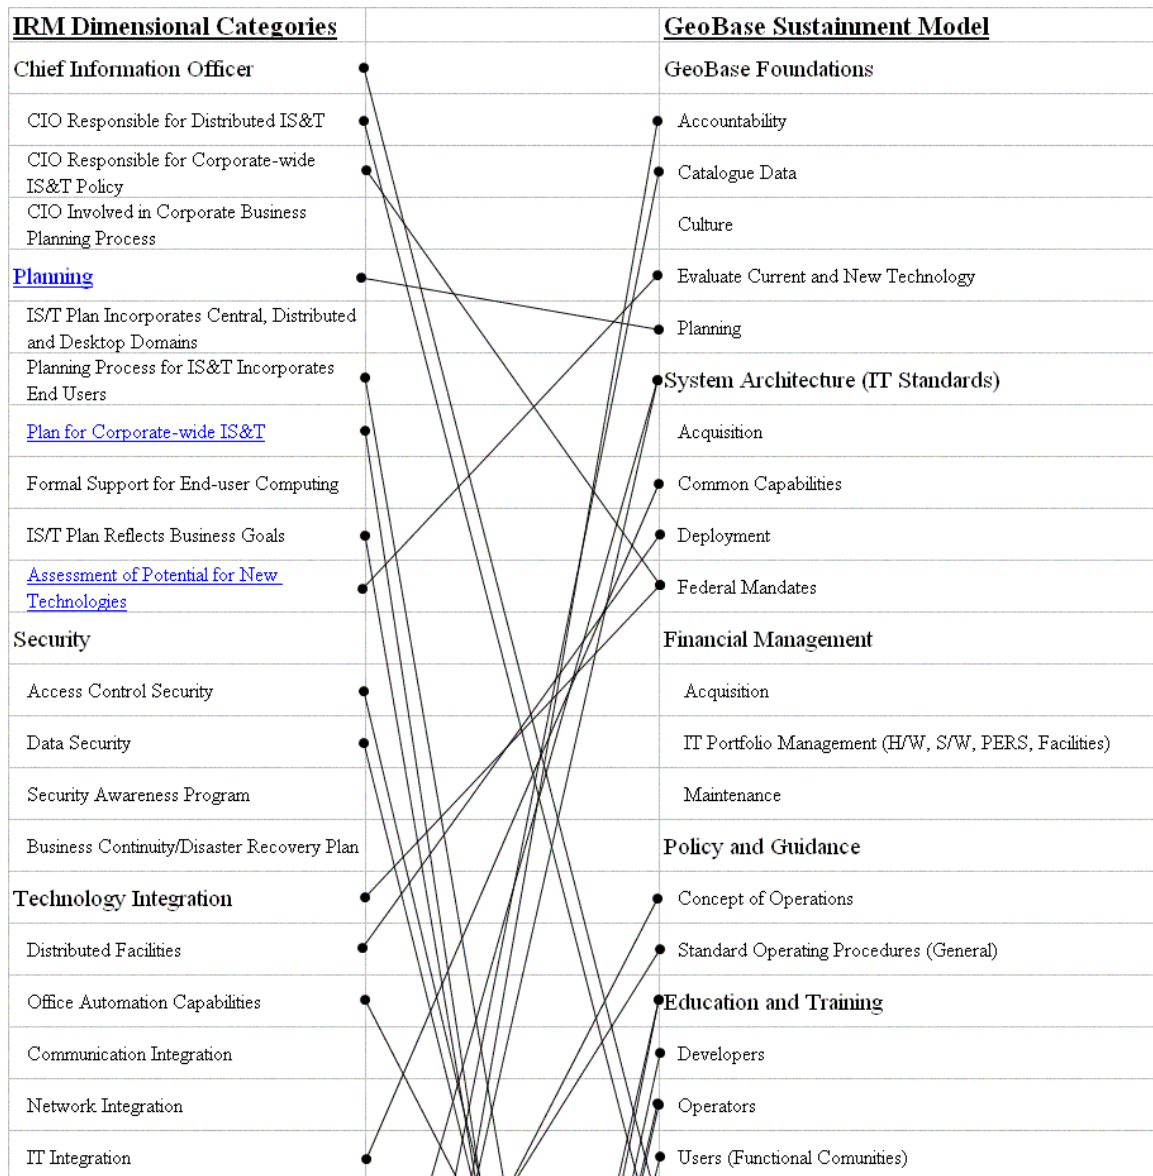 IRM Dimensional Categories
GeoBase Sustainment Model
Chief Information Officer
GeoBase Foundations
CIO Responsible for Distributed IS&T
Accountability
CIO Responsible for Corporate-wide
IS&T Policy
Catalogue Data
CIO Involved in Corporate Business
Planning Process
Culture
Planning
Evaluate Current and New Technology
IS/T Plan Incorporates Central, Distributed
and Desktop Domains
Planning
Planning Process for IS&T Incorporates
End Users
System Architecture (IT Standards)
Plan for Corporate-wide IS&T
Acquisition
Formal Support for End-user Computing
Common Capabilities
IS/T Plan Reflects Business Goals
Deployment
Assessment of Potential for New
Technologies
Federal Mandates
Security
Financial Management
Access Control Security
Acquisition
Data Security
IT Portfolio Management (H/W, S/W, PERS, Facilities)
Security Awareness Program
Maintenance
Business Continuity/Disaster Recovery Plan
Policy and Guidance
Technology Integration
Concept of Operations
Distributed Facilities
Standard Operating Procedures (General)
Office Automation Capabilities
Education and Training
Communication Integration
Developers
Network Integration
Operators
IT Integration
Users (Functional Comunities)